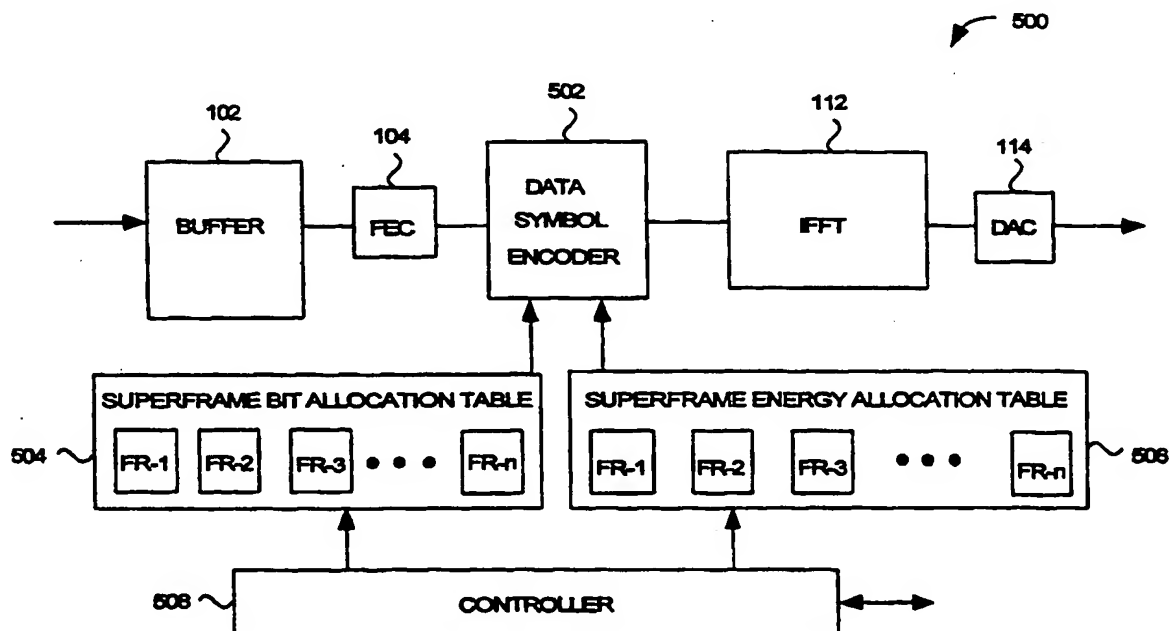 500
502
102
112
104
114
DATA
SYMBOL
ENCODER
BUFFER
FEC
IFFT
DAC
SUPERFRAME BIT ALLOCATION TABLE
SUPERFRAME ENERGY ALLOCATION TABLE
504
FR-1 FR-2 FR-3 • • • FR-n
FR-1 FR-2 FR-3 • • • FR-n
508
508
CONTROLLER